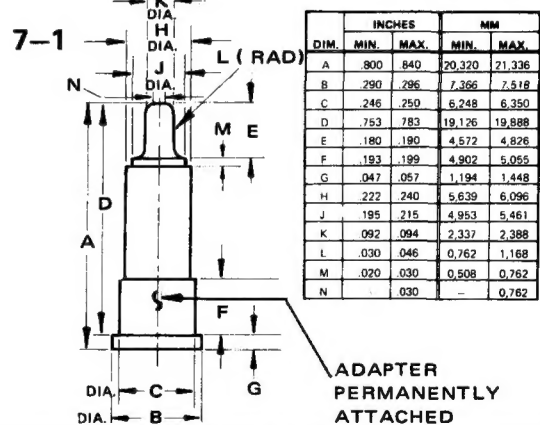 K
DIA.
H
7–1
DIA.
L ( RAD)
J
DIA.
N
M
E
D
A
F
G
DIA. C
DIA. B
ADAPTER
PERMANENTLY
ATTACHED
INCHES MM
DIM. MIN. MAX. MIN. MAX.
A .800 .840 20,320 21,336
B .290 .296 7,366 7,518
C .246 .250 6,248 6,350
D .753 .783 19,126 19,888
E .180 .190 4,572 4,826
F .193 .199 4,902 5,055
G .047 .057 1,194 1,448
H .222 .240 5,639 6,096
J .195 .215 4,953 5,461
K .092 .094 2,337 2,388
L .030 .046 0,762 1,168
M .020 .030 0,508 0,762
N .030 – 0,762